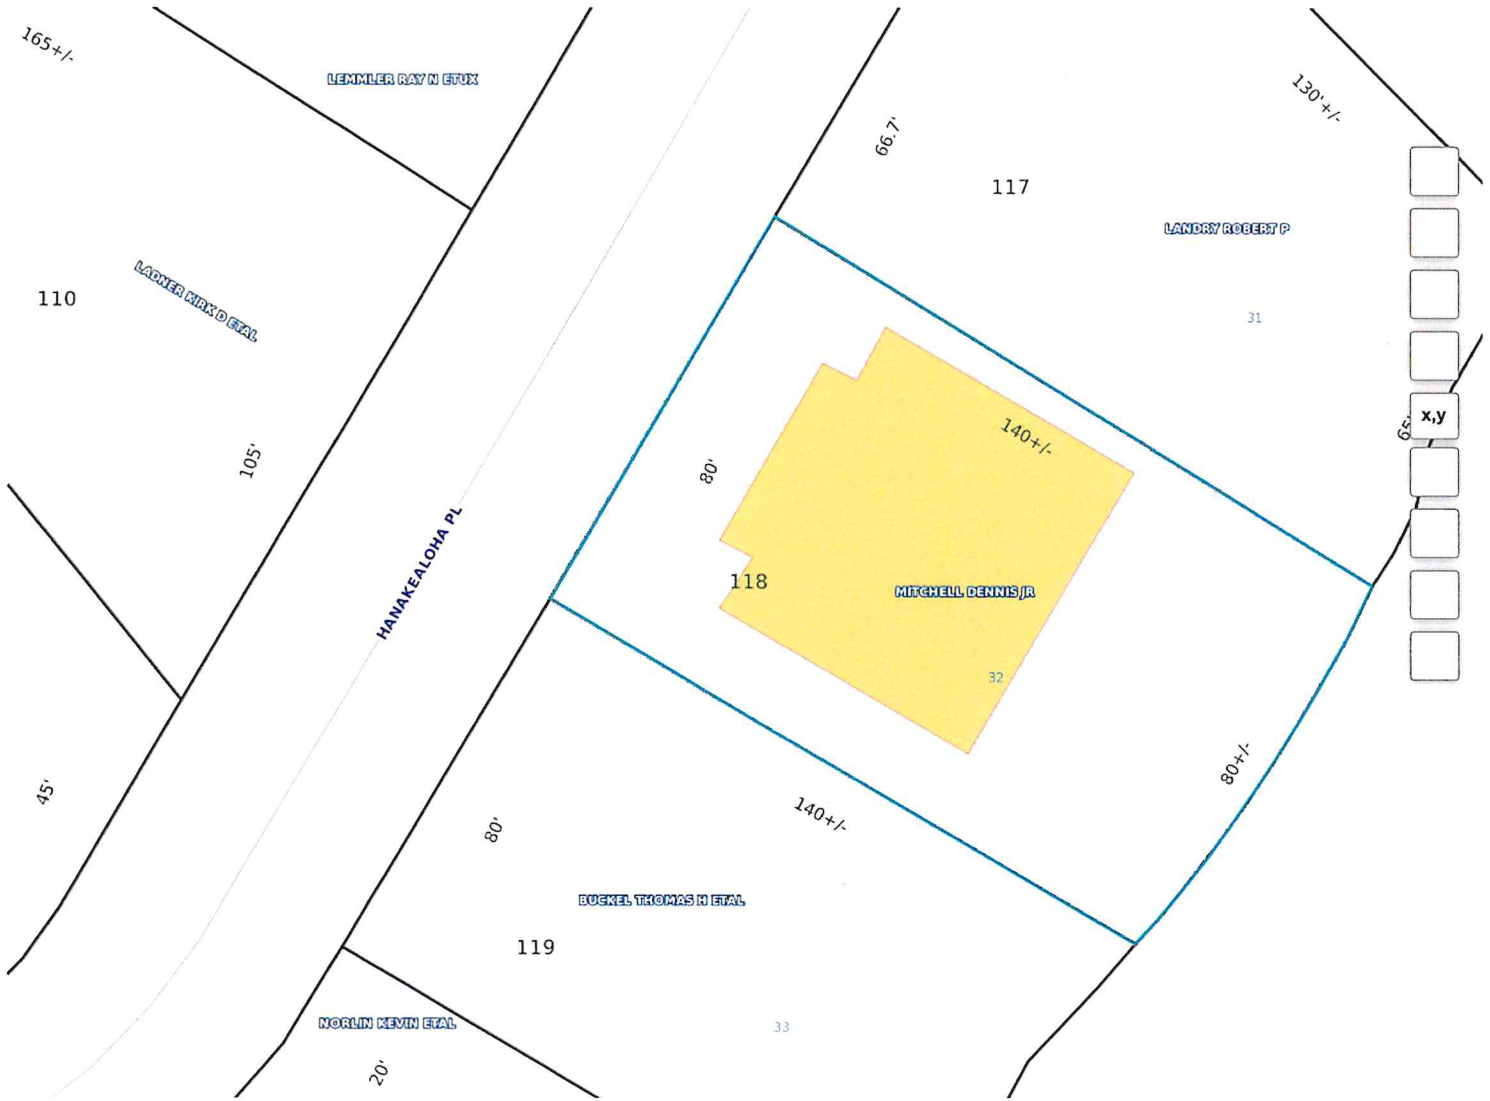 165+/-
LEMMLER RAY N ETUX
130'+/-
66.7'
117
LANDRY ROBERT P
110
LADNER KIRK D ETAL
31
105'
80'
140+/-
65'
x,y
HANAKEALOHA PL
118
MITCHELL DENNIS JR
32
45'
80'
140+/-
80+/-
BUCKEL THOMAS H ETAL
119
NORLIN KEVIN ETAL
33
20'